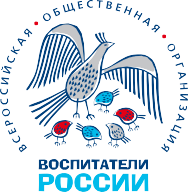 ВСЕРОССИЙСКАЯ • ОБЩЕСТВЕННАЯ • ОРГАНИЗАЦИЯ
ВОСПИТАТЕЛИ
РОССИИ